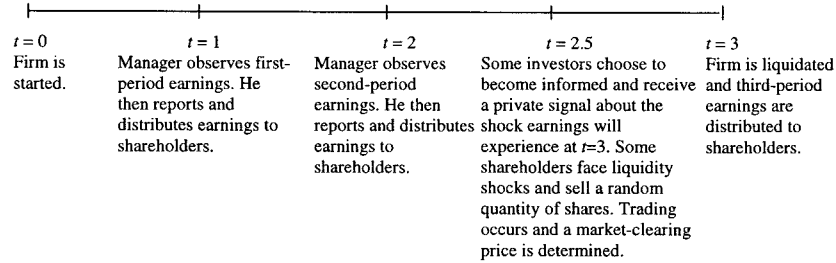 t = 0
Firm is
started.
t = 1
Manager observes first-
period earnings. He
then reports and
distributes earnings to
shareholders.
t = 2
Manager observes
second-period
earnings. He then
reports and distributes
earnings to
shareholders.
t = 2.5
Some investors choose to
become informed and receive
a private signal about the
shock earnings will
experience at t=3. Some
shareholders face liquidity
shocks and sell a random
quantity of shares. Trading
occurs and a market-clearing
price is determined.
t = 3
Firm is liquidated
and third-period
earnings are
distributed to
shareholders.